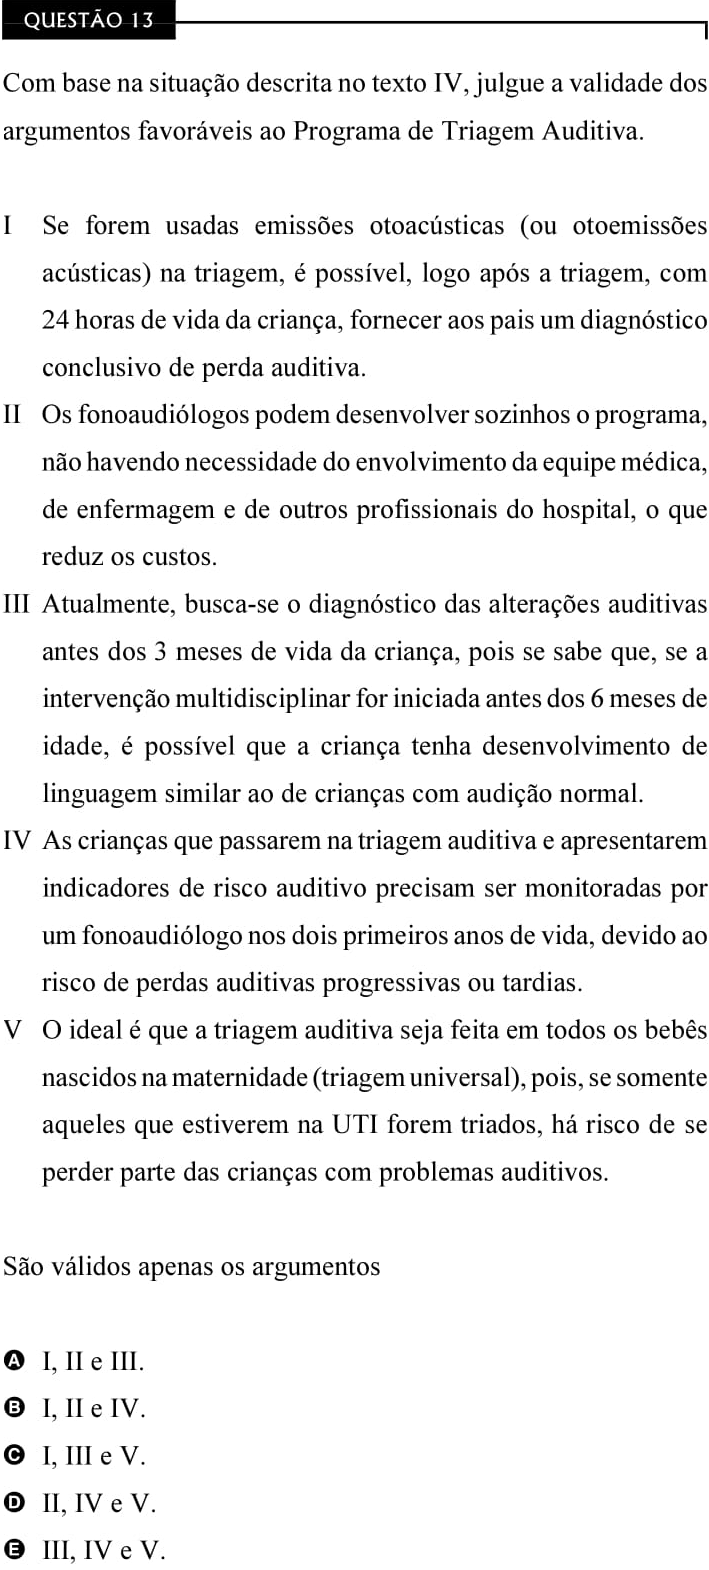 QUESTÃO 13
Com base na situação descrita no texto IV, julgue a validade dos
argumentos favoráveis ao Programa de Triagem Auditiva.
I Se forem usadas emissões otoacústicas (ou otoemissões
acústicas) na triagem, é possível, logo após a triagem, com
24 horas de vida da criança, fornecer aos pais um diagnóstico
conclusivo de perda auditiva.
II Os fonoaudiólogos podem desenvolver sozinhos o programa,
não havendo necessidade do envolvimento da equipe médica,
de enfermagem e de outros profissionais do hospital, o que
reduz os custos.
III Atualmente, busca-se o diagnóstico das alterações auditivas
antes dos 3 meses de vida da criança, pois se sabe que, se a
intervenção multidisciplinar for iniciada antes dos 6 meses de
idade, é possível que a criança tenha desenvolvimento de
linguagem similar ao de crianças com audição normal.
IV As crianças que passarem na triagem auditiva e apresentarem
indicadores de risco auditivo precisam ser monitoradas por
um fonoaudiólogo nos dois primeiros anos de vida, devido ao
risco de perdas auditivas progressivas ou tardias.
V O ideal é que a triagem auditiva seja feita em todos os bebês
nascidos na maternidade (triagem universal), pois, se somente
aqueles que estiverem na UTI forem triados, há risco de se
perder parte das crianças com problemas auditivos.
São válidos apenas os argumentos
A I, II e III.
B I, II e IV.
C I, III e V.
D II, IV e V.
E III, IV e V.